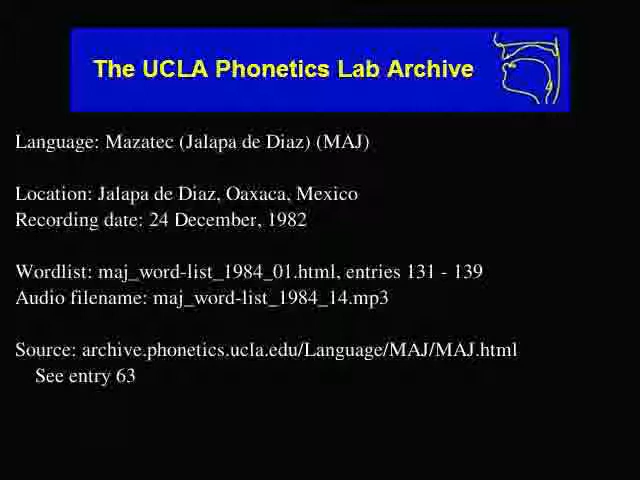 The UCLA Phonetics Lab Archive
Language: Mazatec (Jalapa de Diaz) (MAJ)
Location: Jalapa de Diaz, Oaxaca, Mexico
Recording date: 24 December, 1982
Wordlist: maj_word-list_1984_01.html, entries 131 - 139
Audio filename: maj_word-list_1984_14.mp3
Source: archive.phonetics.ucla.edu/Language/MAJ/MAJ.html
See entry 63